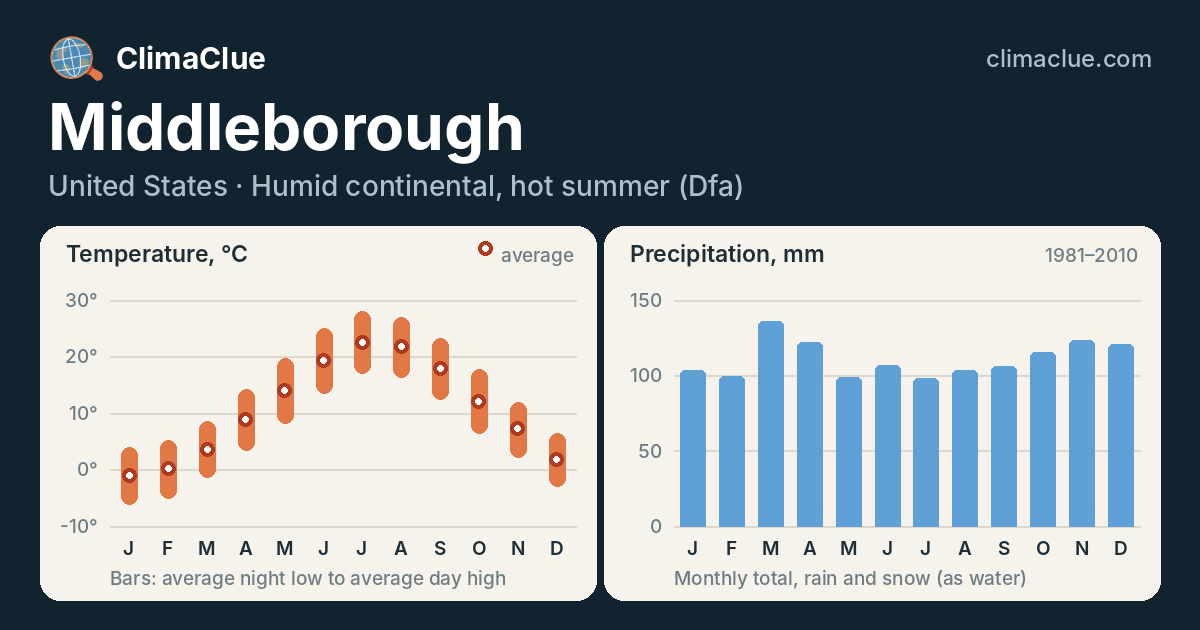 ClimaClue
climaclue.com
Middleborough
United States · Humid continental, hot summer (Dfa)
Temperature, °C
average
30°
20°
10°
0°
-10°
J F M A M J J A S O N D
Bars: average night low to average day high
Precipitation, mm
1981–2010
150
100
50
0
J F M A M J J A S O N D
Monthly total, rain and snow (as water)